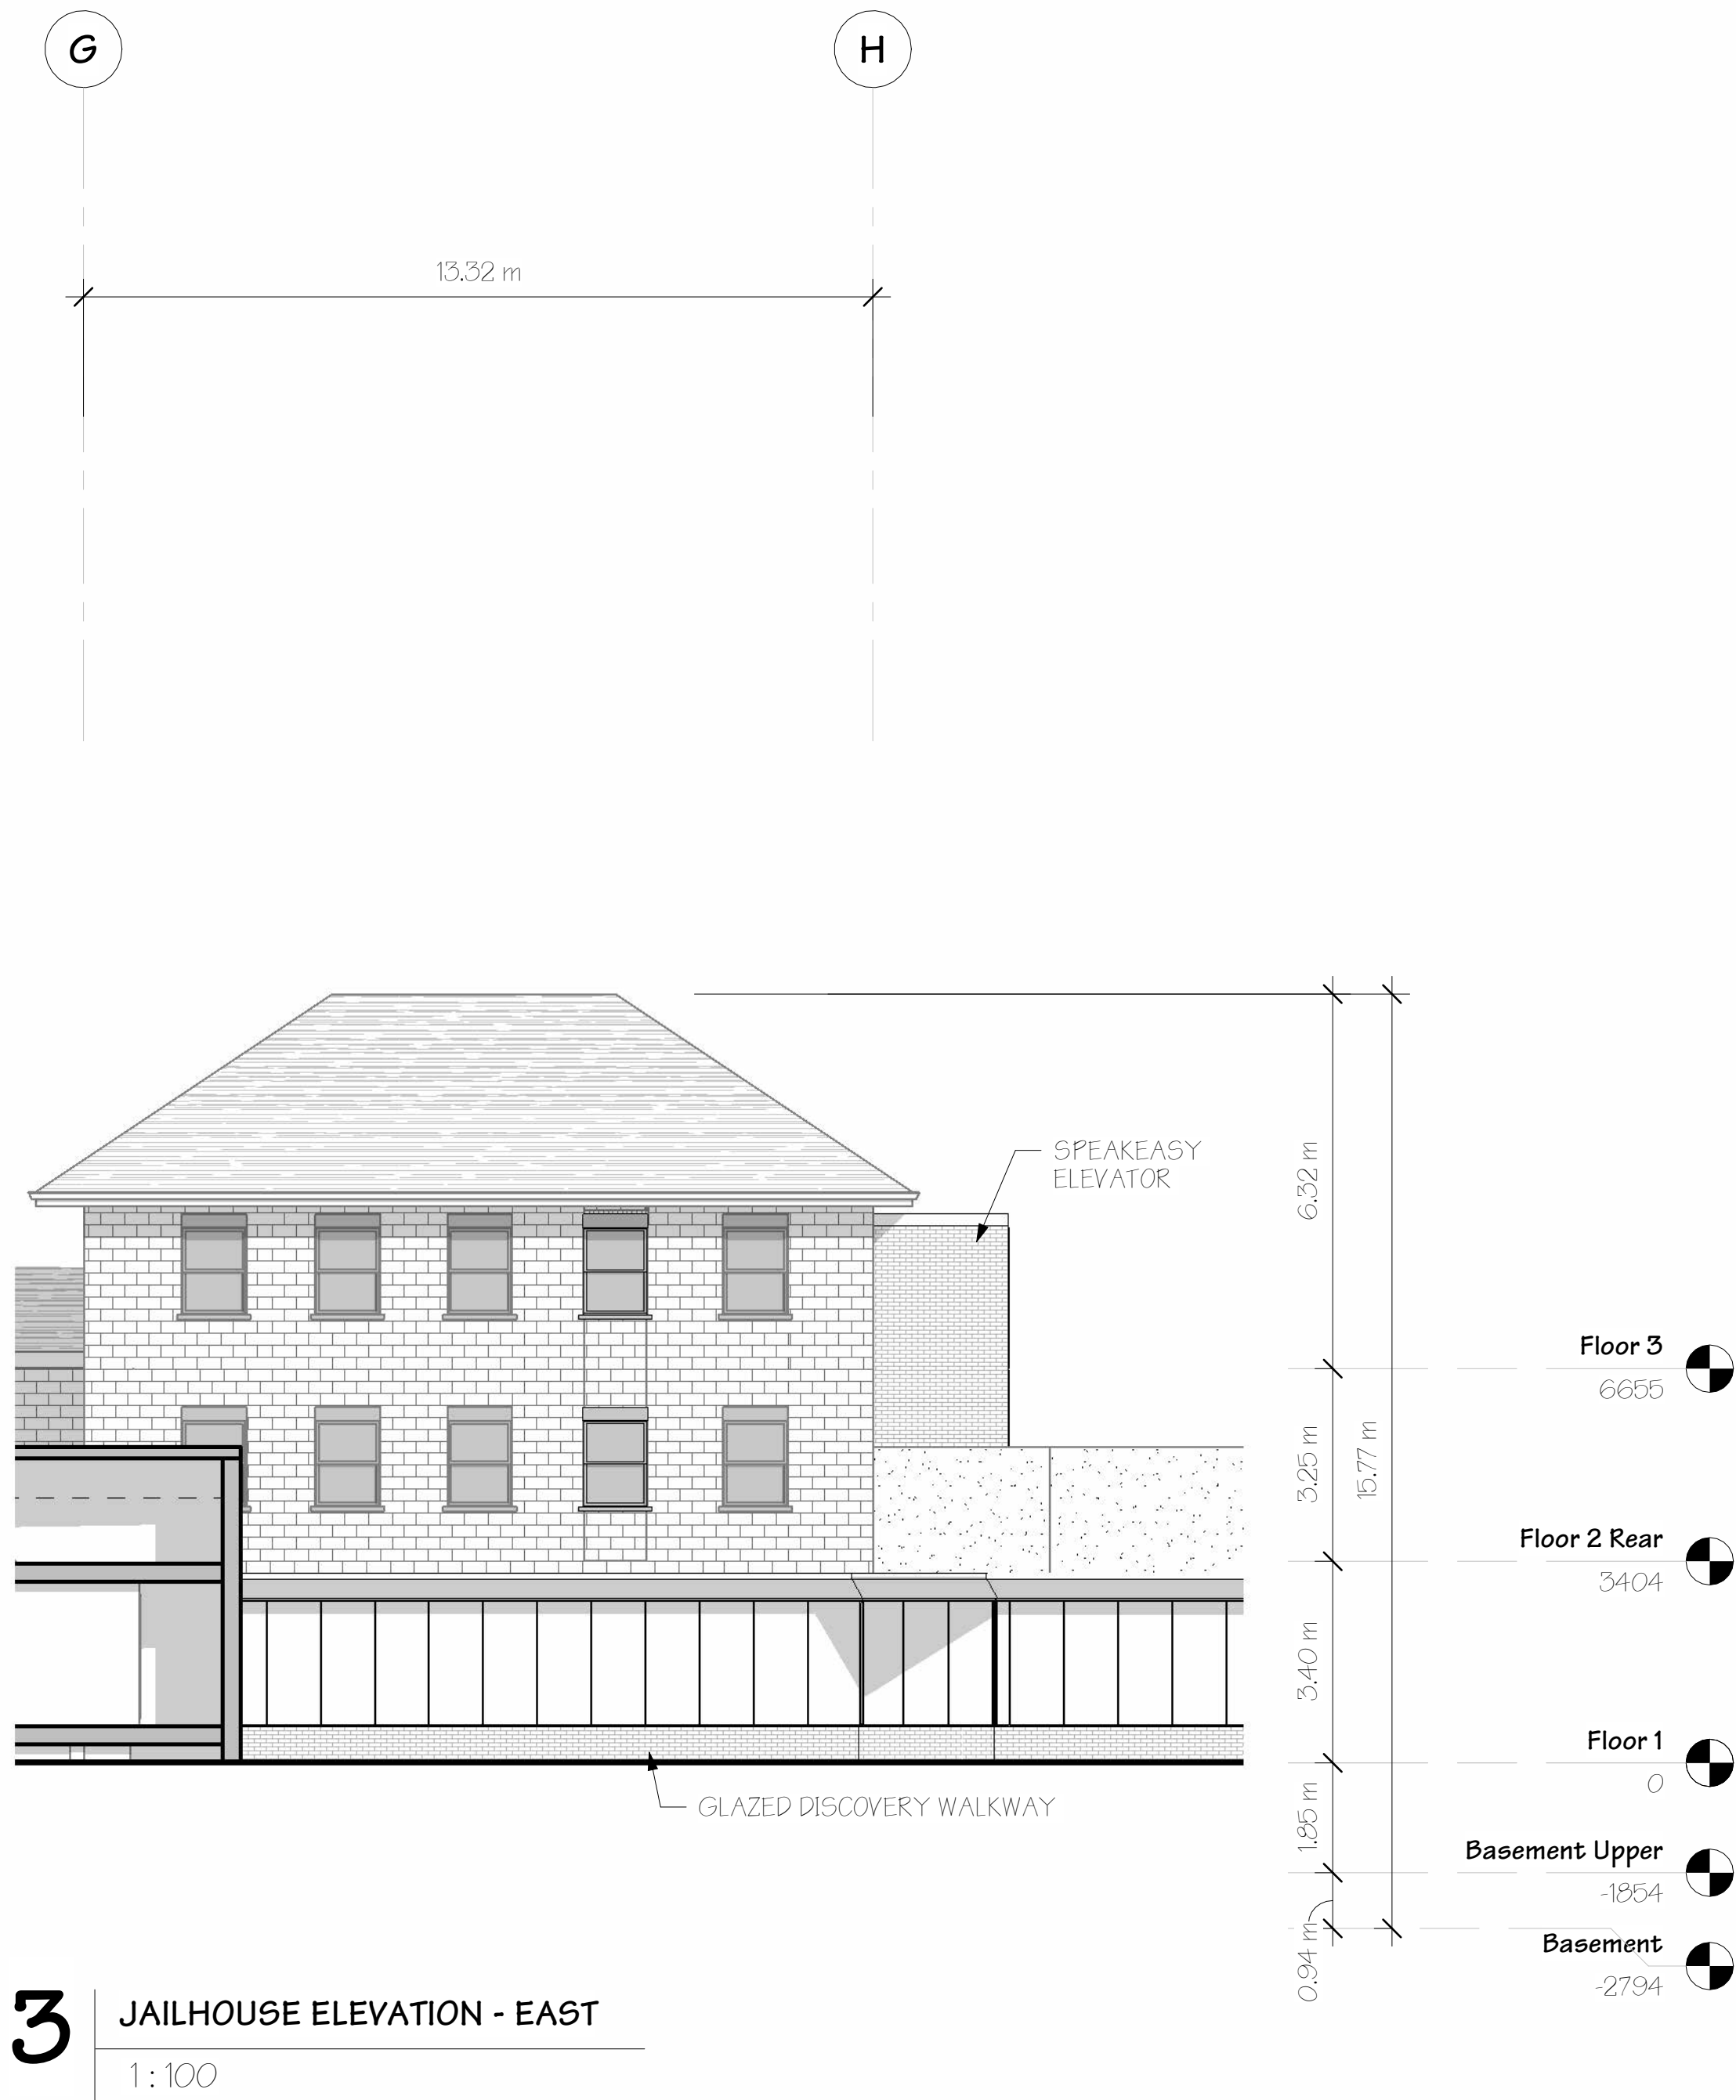 G
H
13.32 m
SPEAKEASY
ELEVATOR
6.32 m
Floor 3
6655
3.25 m
15.77 m
Floor 2 Rear
3404
3.40 m
Floor 1
0
1.85 m
GLAZED DISCOVERY WALKWAY
Basement Upper
-1854
0.94 m
Basement
-2794
3
JAILHOUSE ELEVATION - EAST
1 : 100